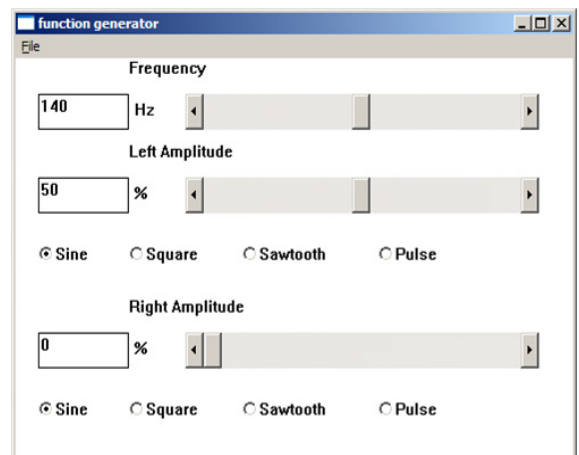 function generator
File
Frequency
140 Hz
Left Amplitude
50 %
Sine Square Sawtooth Pulse
Right Amplitude
0 %
Sine Square Sawtooth Pulse